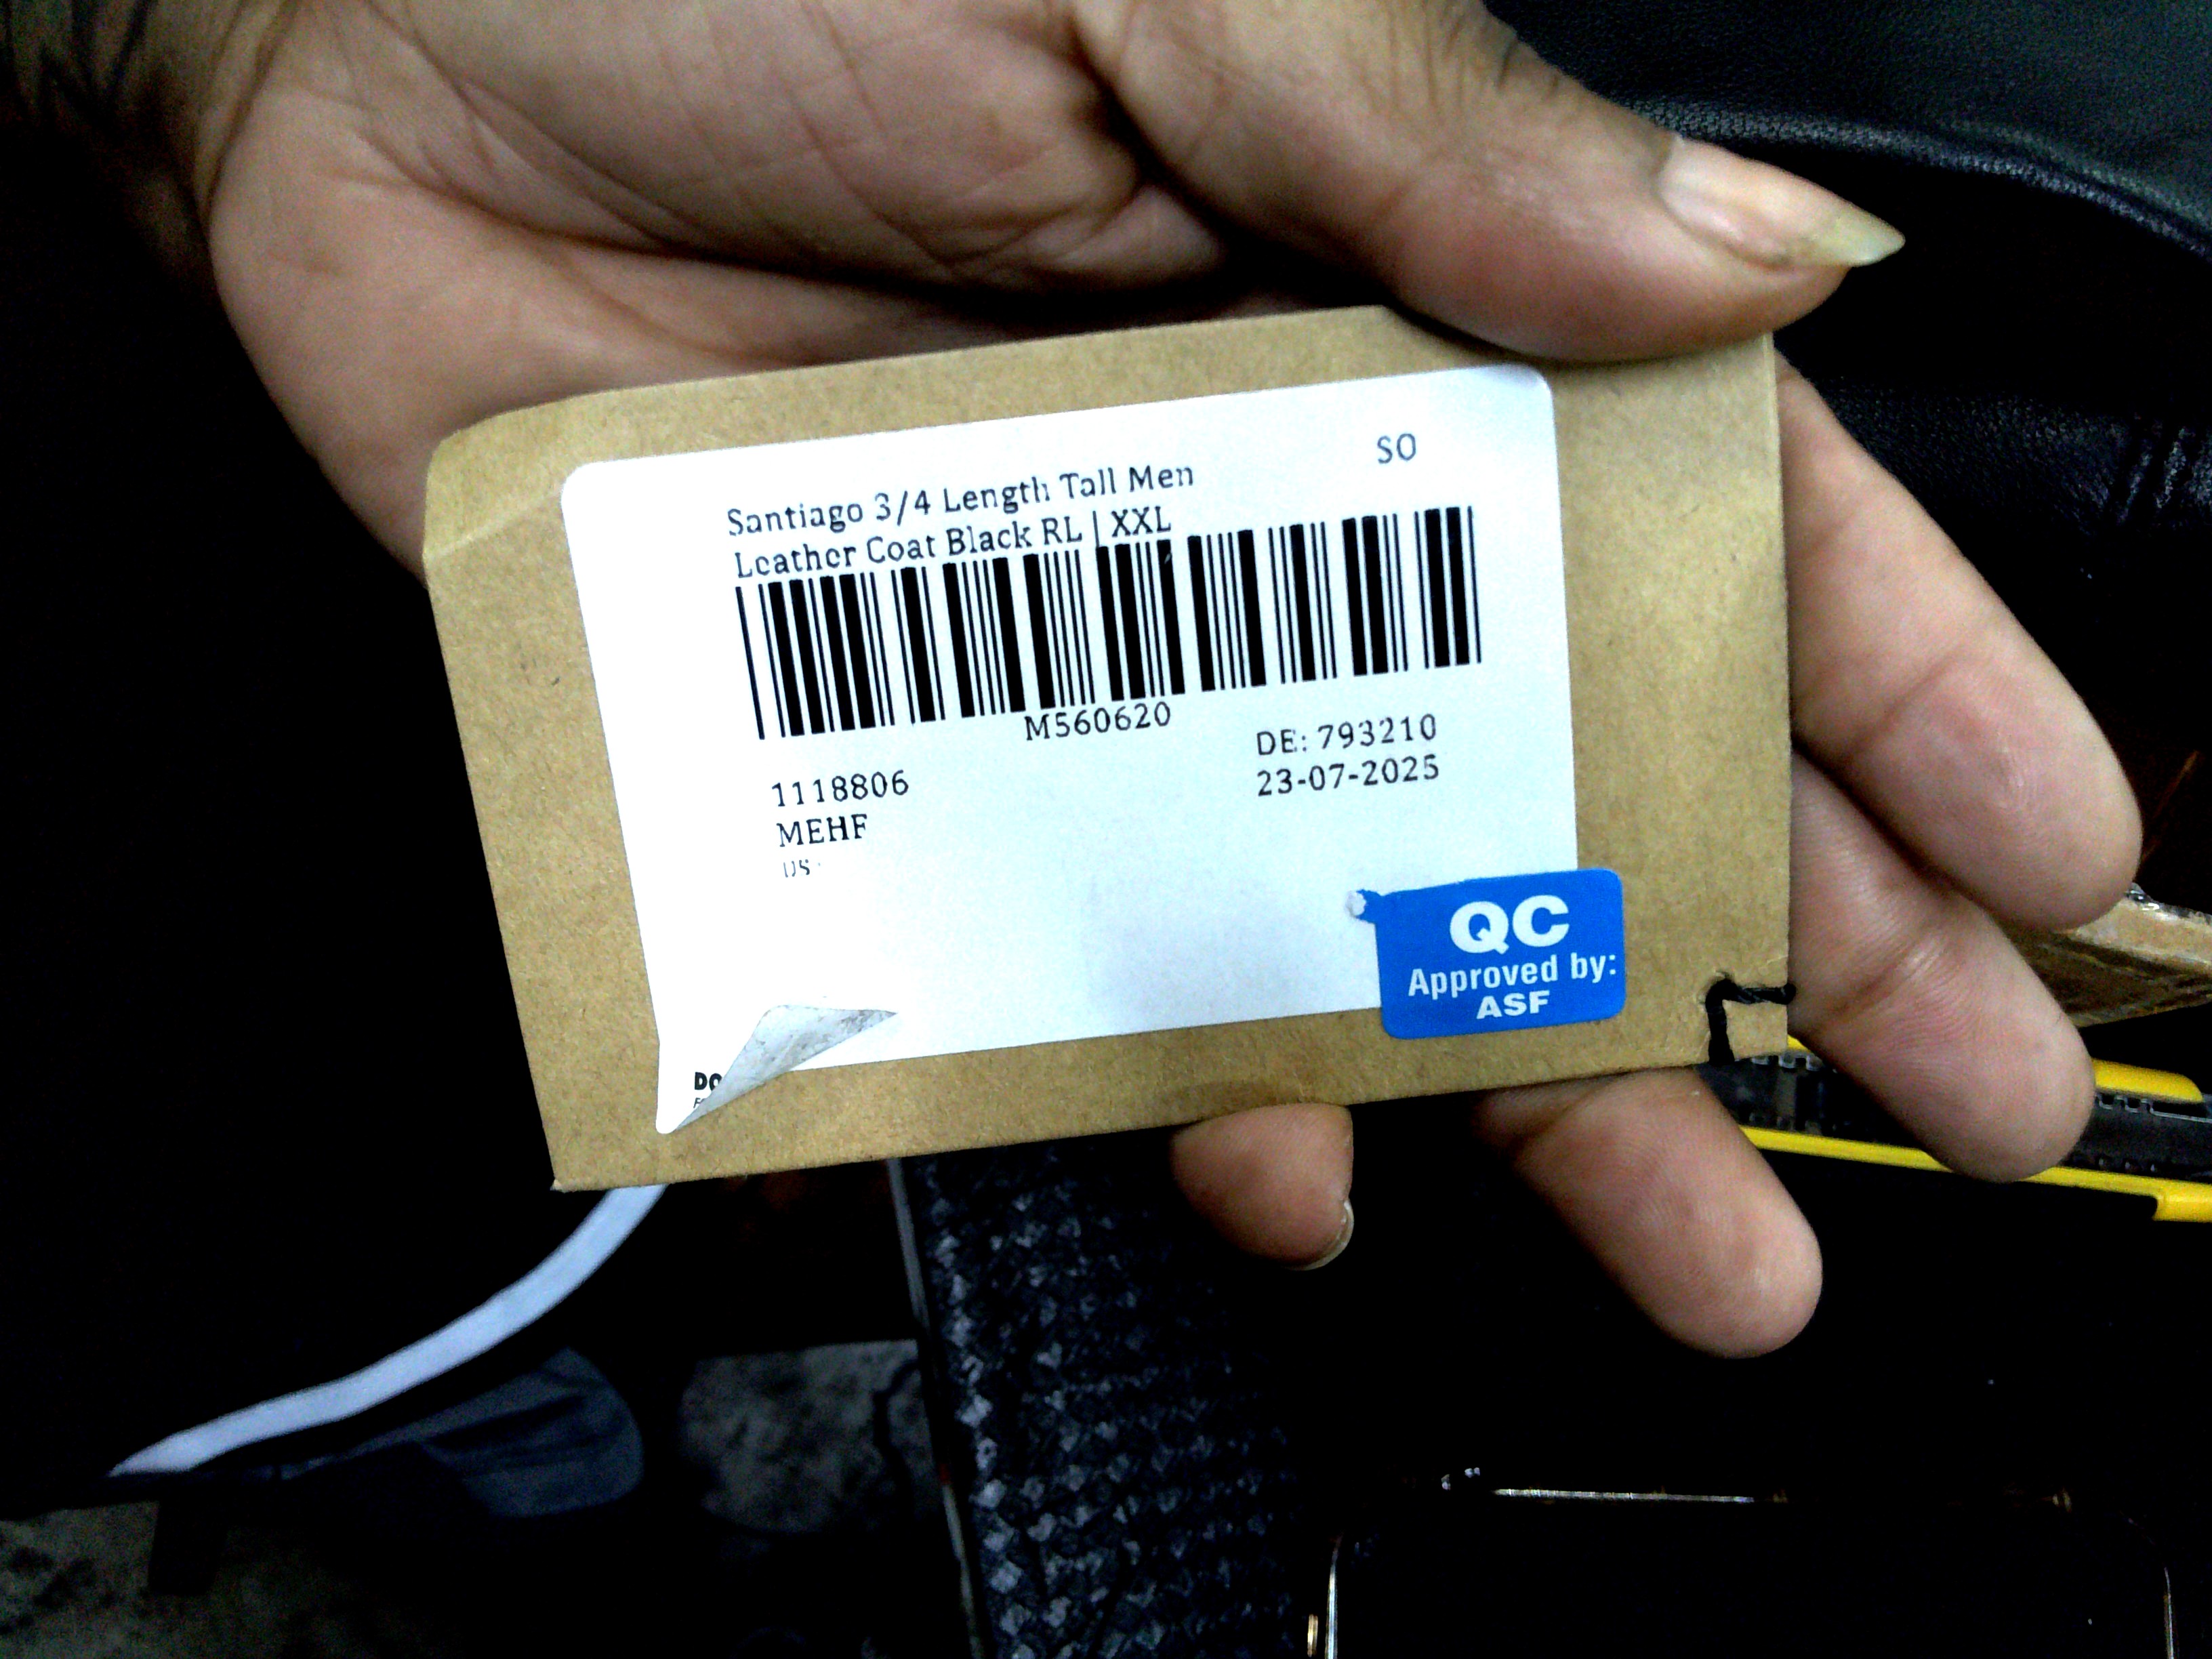 SO
Santiago 3/4 Length Tall Men
Leather Coat Black RL | XXL
M560620
DE: 793210
23-07-2025
1118806
MEHF
US
QC
Approved by:
ASF